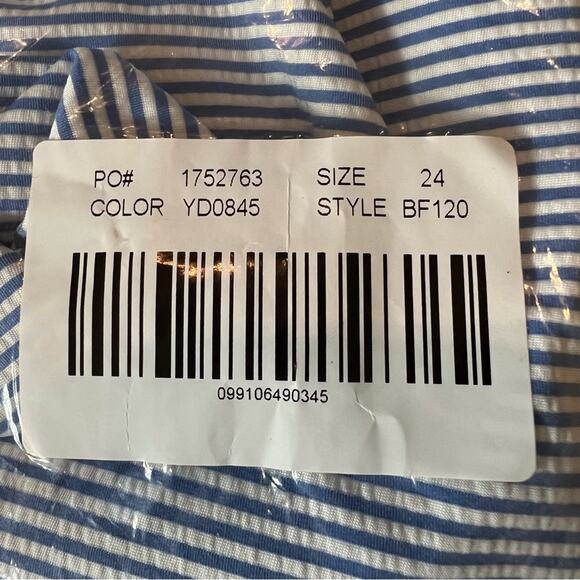 PO# 1752763 SIZE 24
COLOR YD0845 STYLE BF120
099106490345